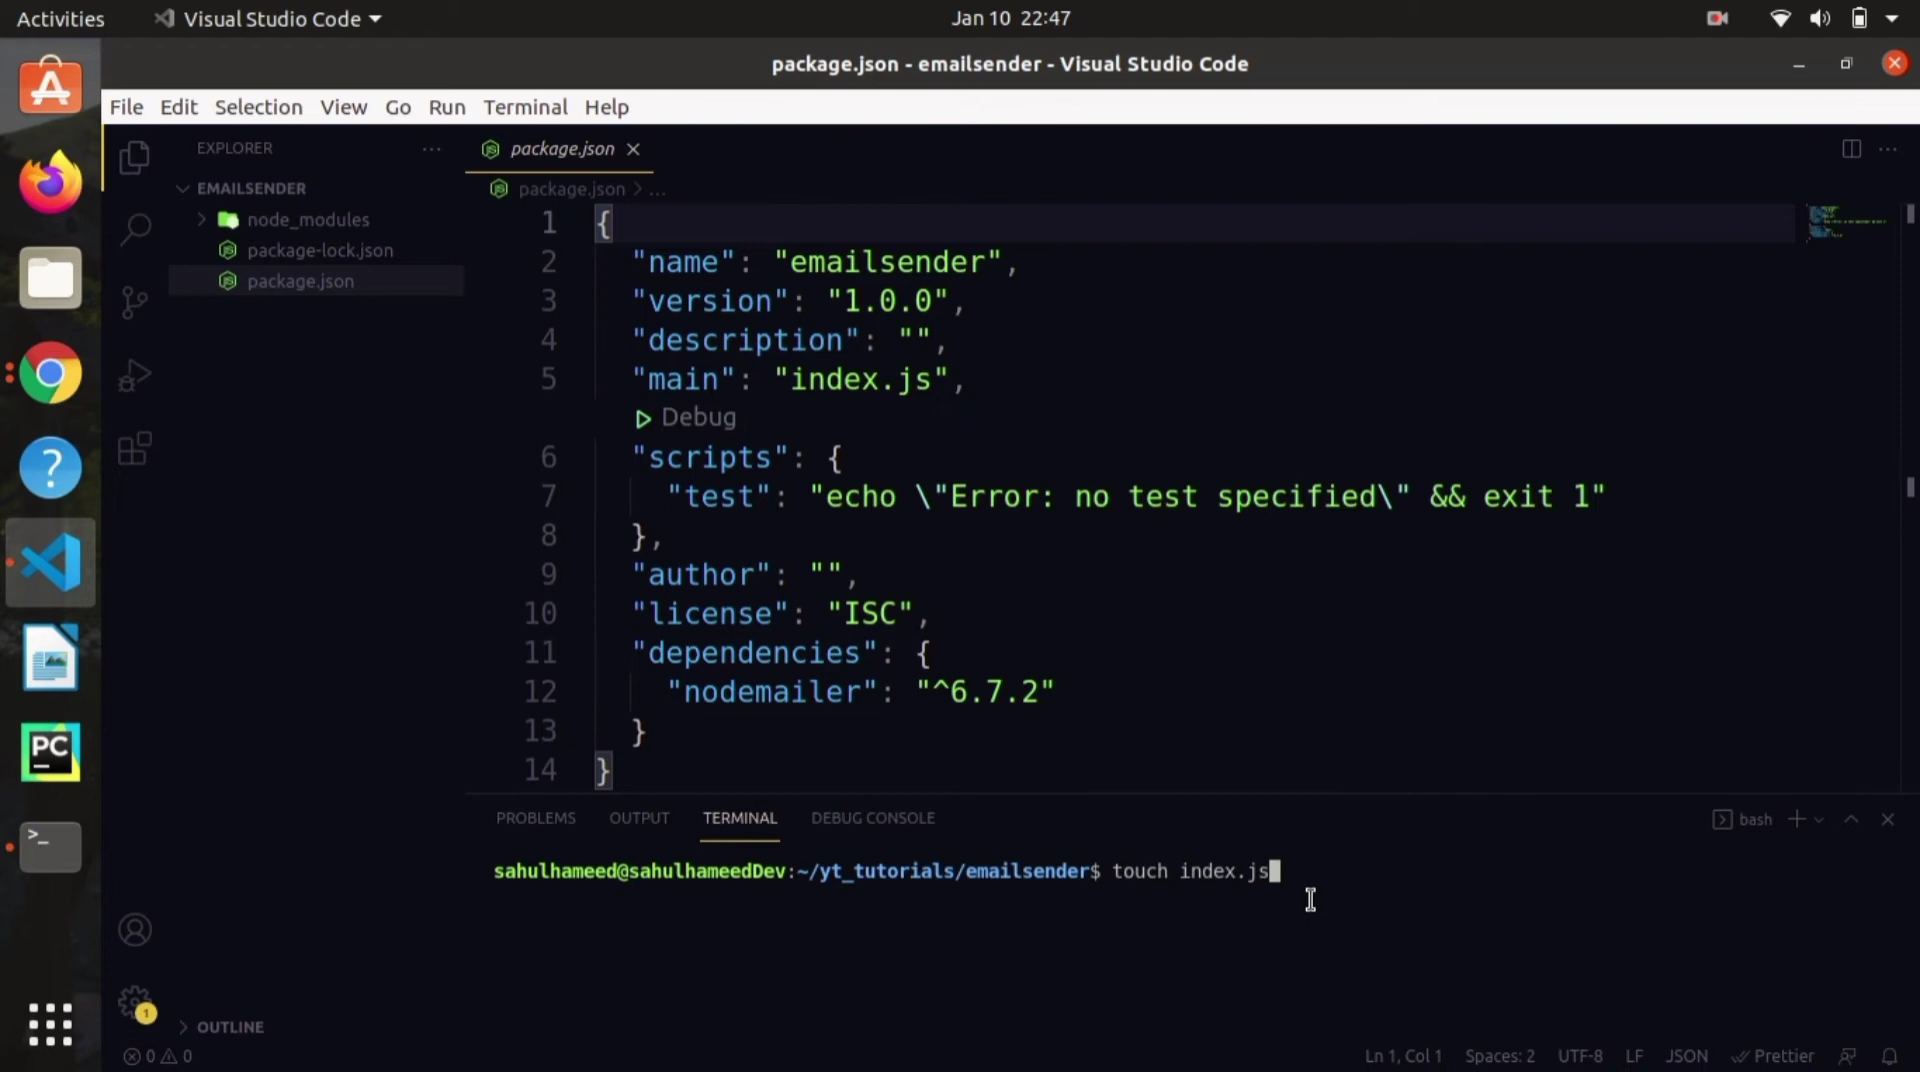 Activities
Visual Studio Code
Jan 10 22:47
package.json - emailsender - Visual Studio Code
File Edit Selection View Go Run Terminal Help
EXPLORER
EMAILSENDER
node_modules
package-lock.json
package.json
package.json
package.json > ...
1 {
2 "name": "emailsender",
3 "version": "1.0.0",
4 "description": "",
5 "main": "index.js",
Debug
6 "scripts": {
7 "test": "echo \"Error: no test specified\" && exit 1"
8 },
9 "author": "",
10 "license": "ISC",
11 "dependencies": {
12 "nodemailer": "^6.7.2"
13 }
14 }
PROBLEMS OUTPUT TERMINAL DEBUG CONSOLE
bash
sahulhameed@sahulhameedDev:~/yt_tutorials/emailsender$ touch index.js
PC
1
OUTLINE
0 0
Ln 1, Col 1 Spaces: 2 UTF-8 LF JSON Prettier